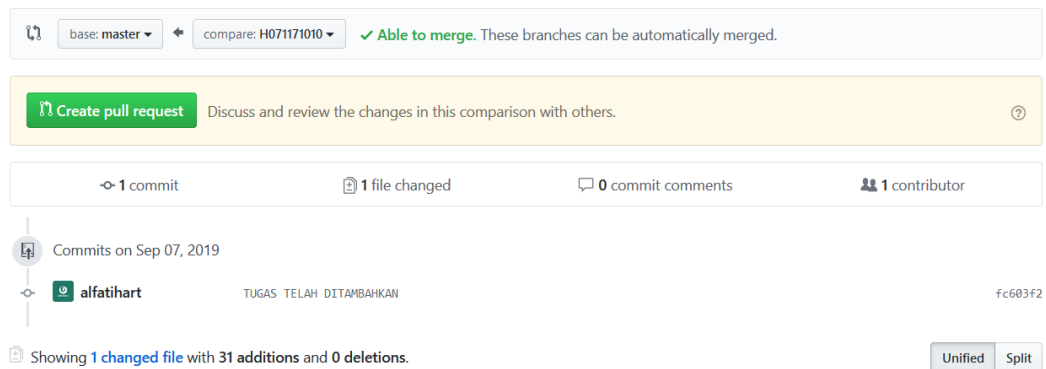 base: master compare: H071171010 Able to merge. These branches can be automatically merged.
Create pull request Discuss and review the changes in this comparison with others.
1 commit 1 file changed 0 commit comments 1 contributor
Commits on Sep 07, 2019
alfatihart TUGAS TELAH DITAMBAHKAN fc603f2
Showing 1 changed file with 31 additions and 0 deletions. Unified Split